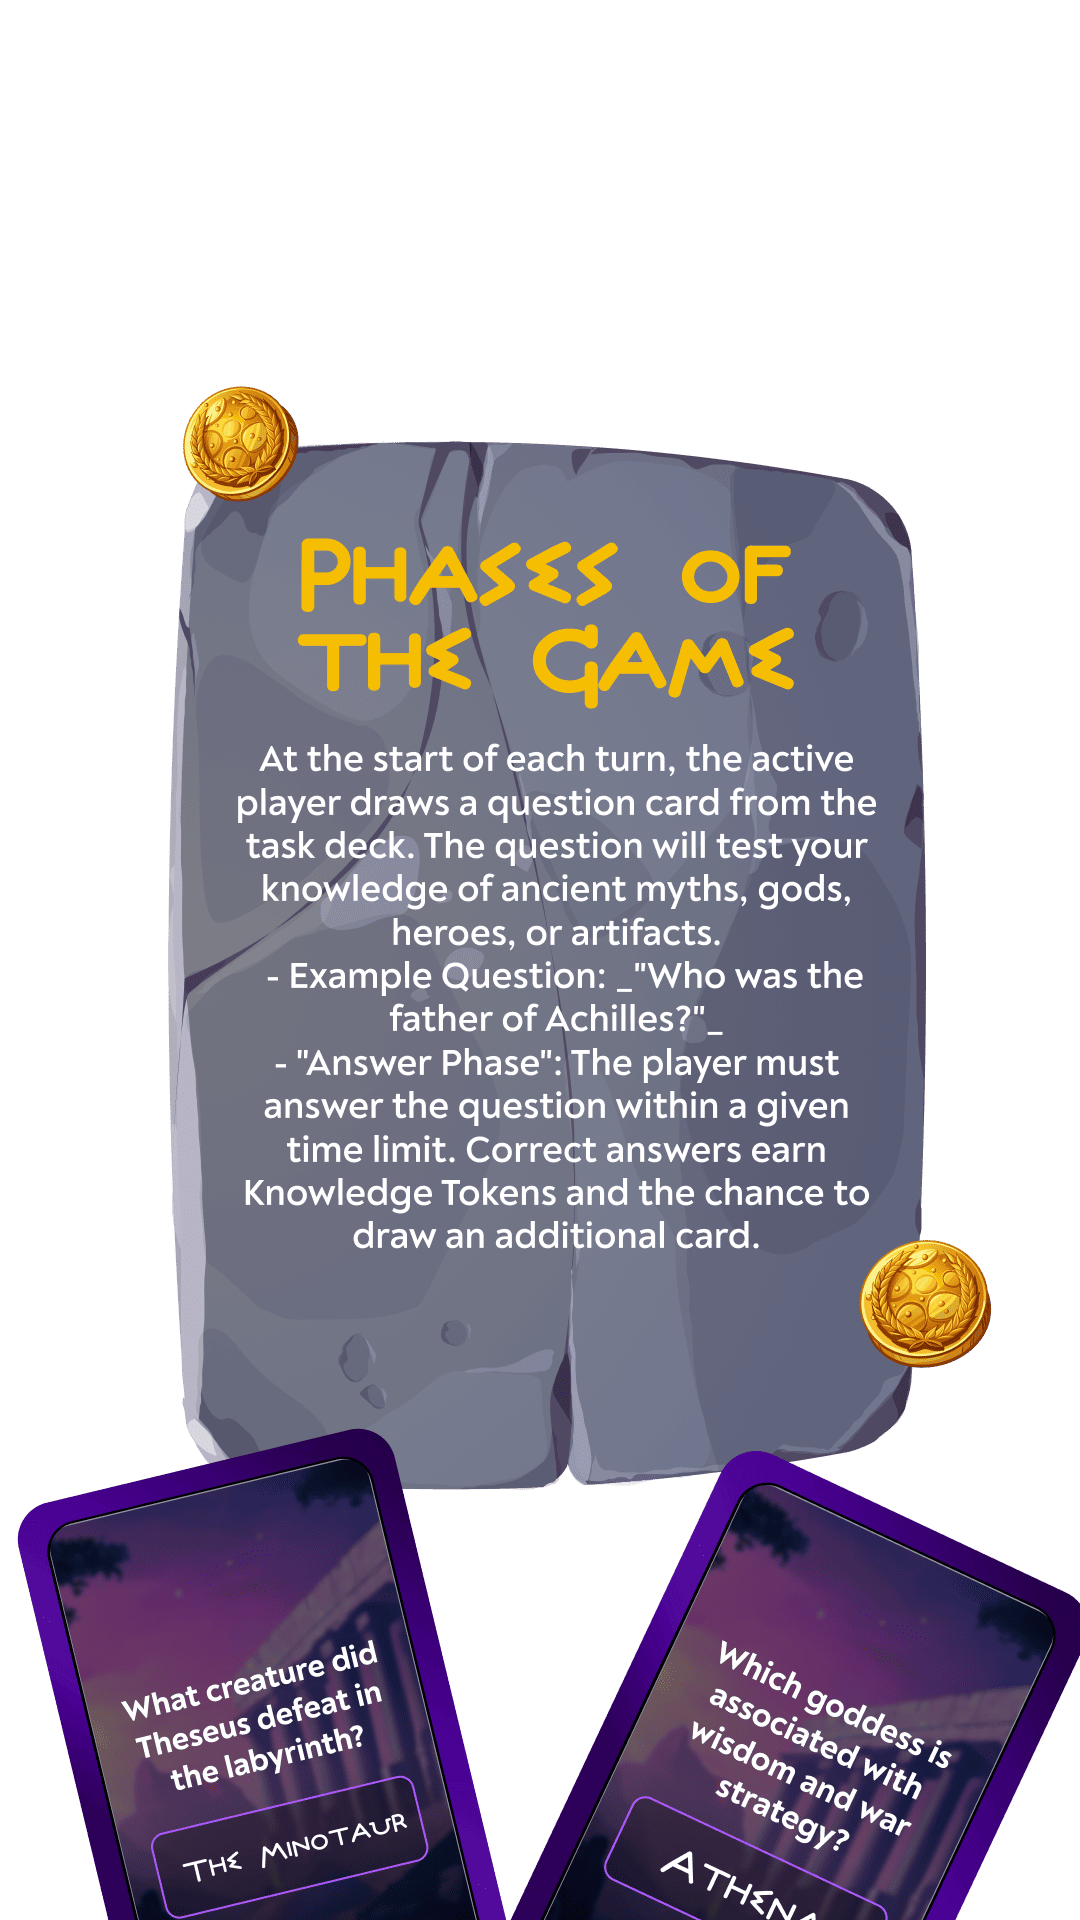 Phases of
the Game
At the start of each turn, the active
player draws a question card from the
task deck. The question will test your
knowledge of ancient myths, gods,
heroes, or artifacts.
- Example Question: _"Who was the
father of Achilles?"_
- "Answer Phase": The player must
answer the question within a given
time limit. Correct answers earn
Knowledge Tokens and the chance to
draw an additional card.
What creature did
Theseus defeat in
the labyrinth?
The Minotaur
Which goddess is
associated with
wisdom and war
strategy?
Athena